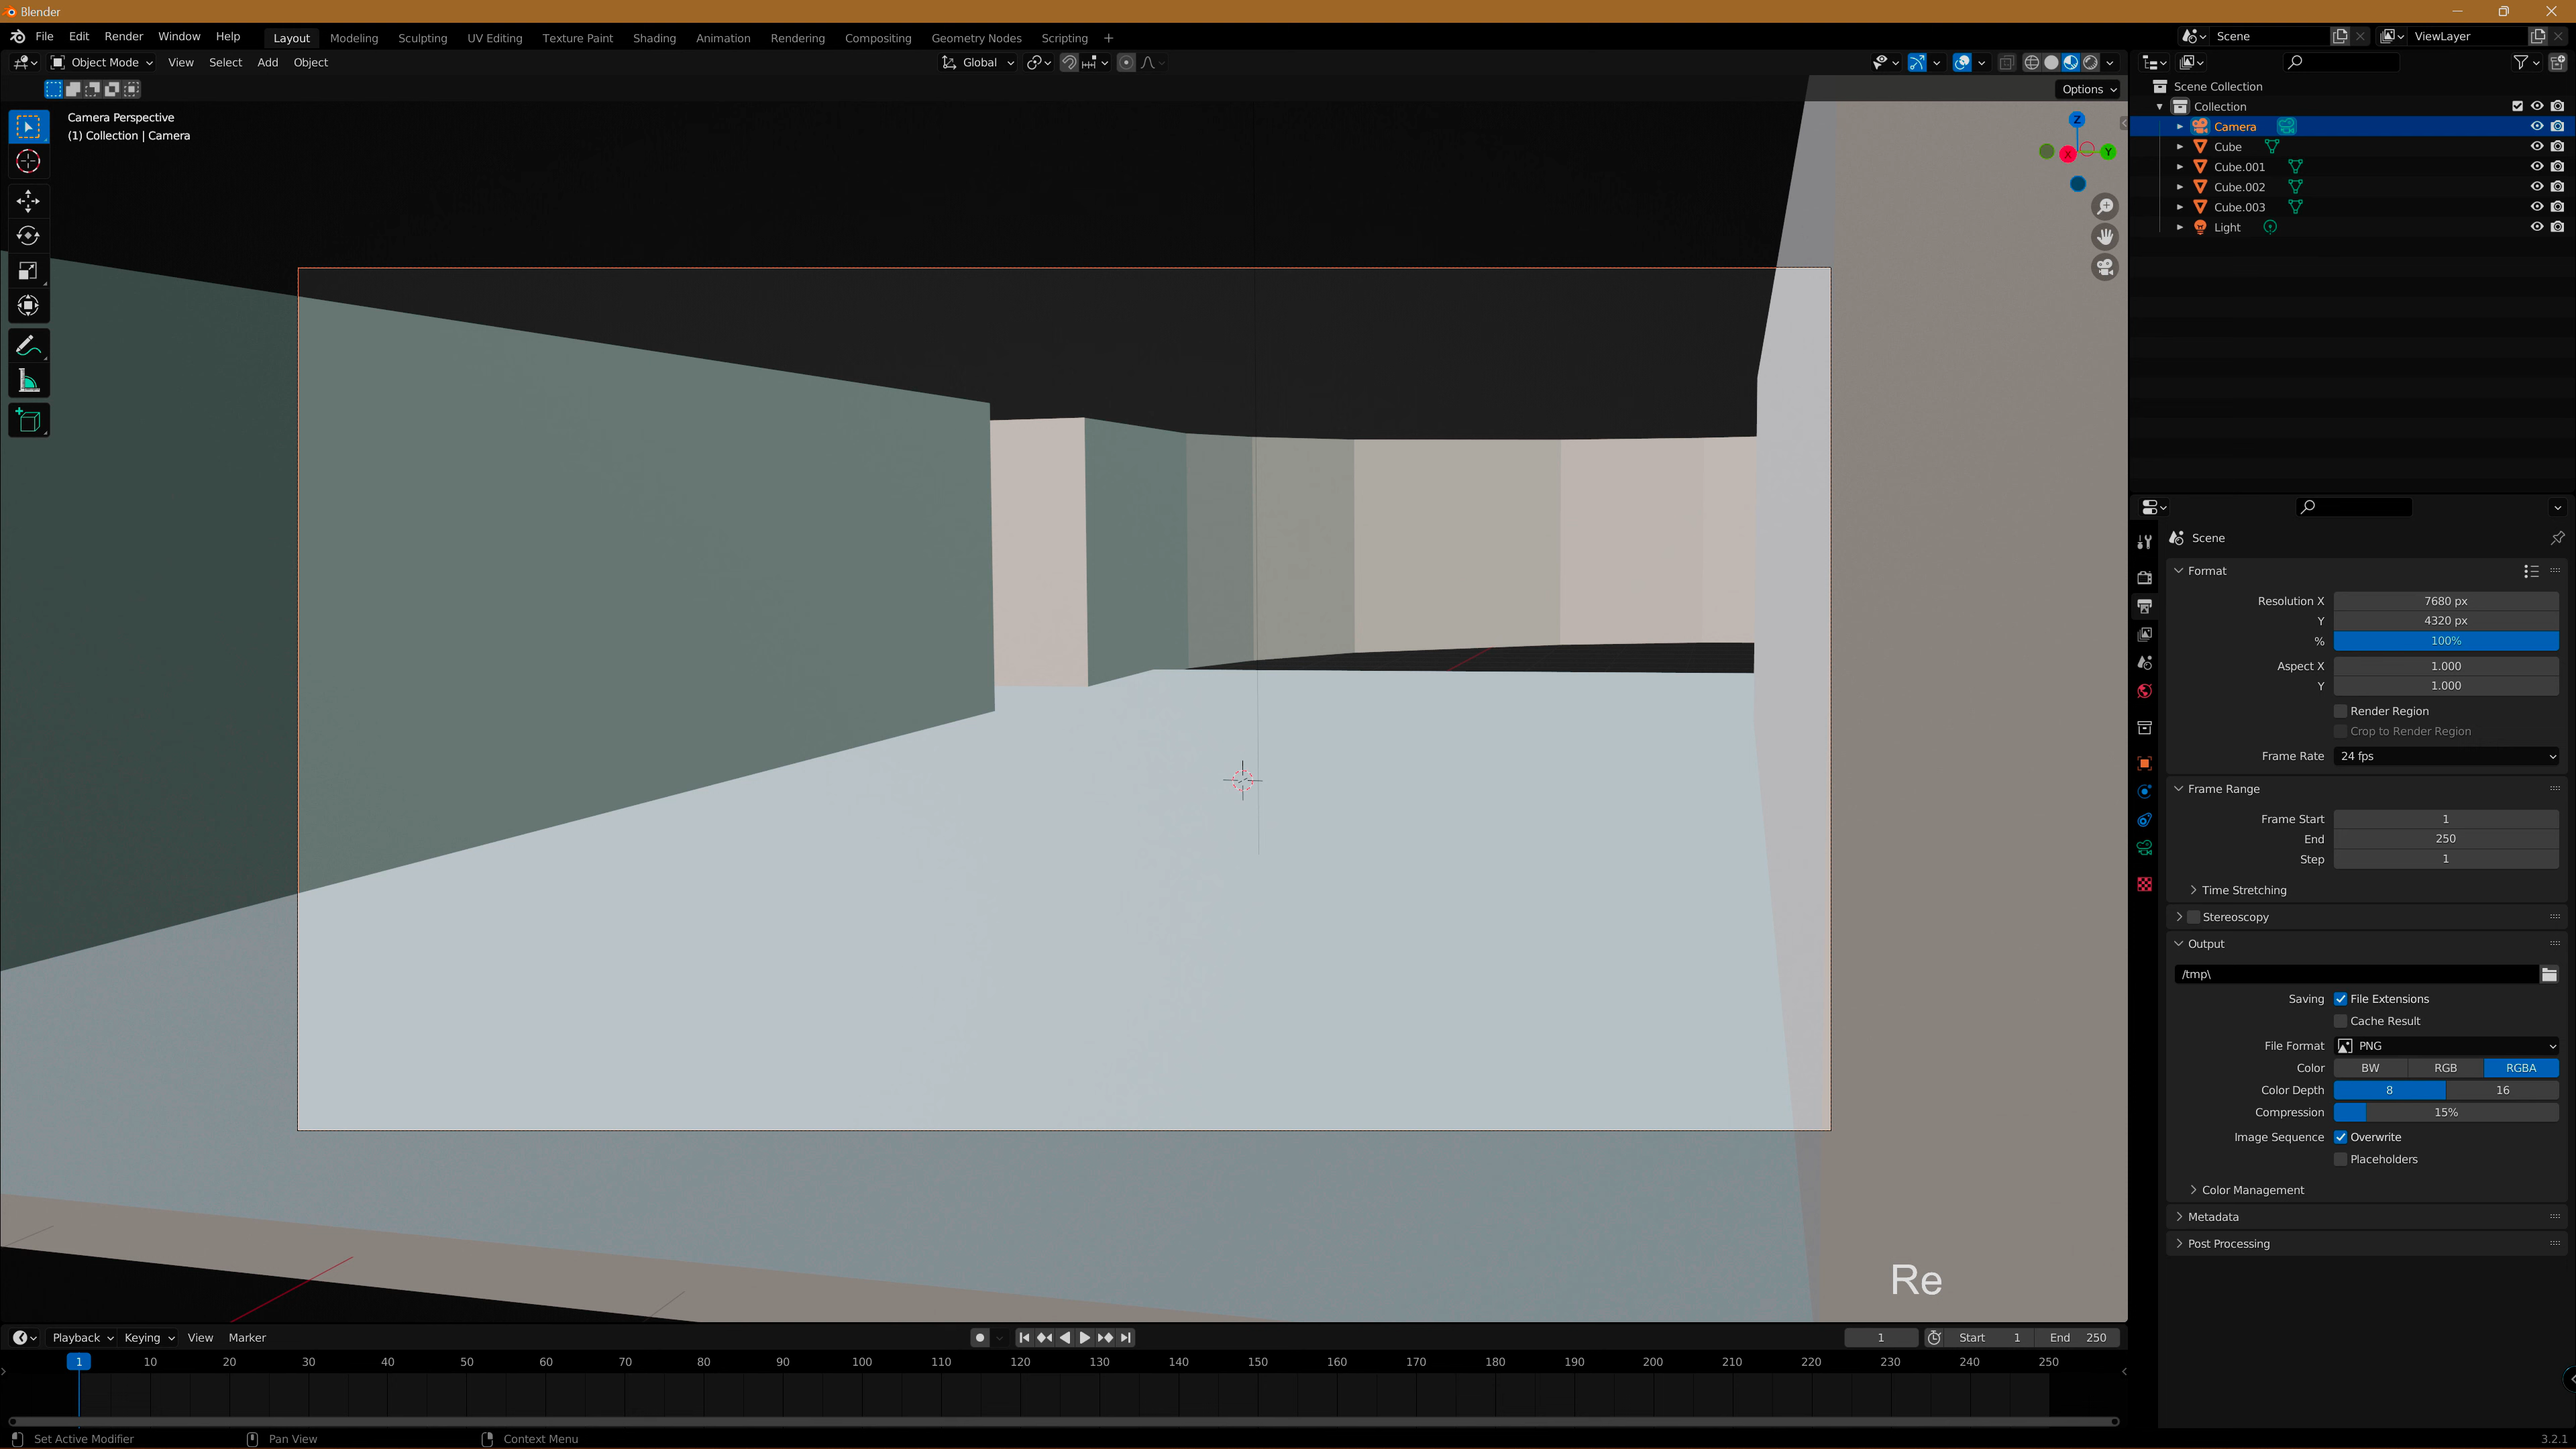 Blender
File Edit Render Window Help Layout Modeling Sculpting UV Editing Texture Paint Shading Animation Rendering Compositing Geometry Nodes Scripting + Scene ViewLayer
Object Mode View Select Add Object Global
Options
Camera Perspective
(1) Collection | Camera
Z
X Y
Re
Scene Collection
Collection
Camera
Cube
Cube.001
Cube.002
Cube.003
Light
Scene
Format
Resolution X 7680 px
Y 4320 px
% 100%
Aspect X 1.000
Y 1.000
Render Region
Crop to Render Region
Frame Rate 24 fps
Frame Range
Frame Start 1
End 250
Step 1
Time Stretching
Stereoscopy
Output
/tmp\
Saving File Extensions
Cache Result
File Format PNG
Color BW RGB RGBA
Color Depth 8 16
Compression 15%
Image Sequence Overwrite
Placeholders
Color Management
Metadata
Post Processing
Playback Keying View Marker 1 Start 1 End 250
1 10 20 30 40 50 60 70 80 90 100 110 120 130 140 150 160 170 180 190 200 210 220 230 240 250
Set Active Modifier Pan View Context Menu 3.2.1